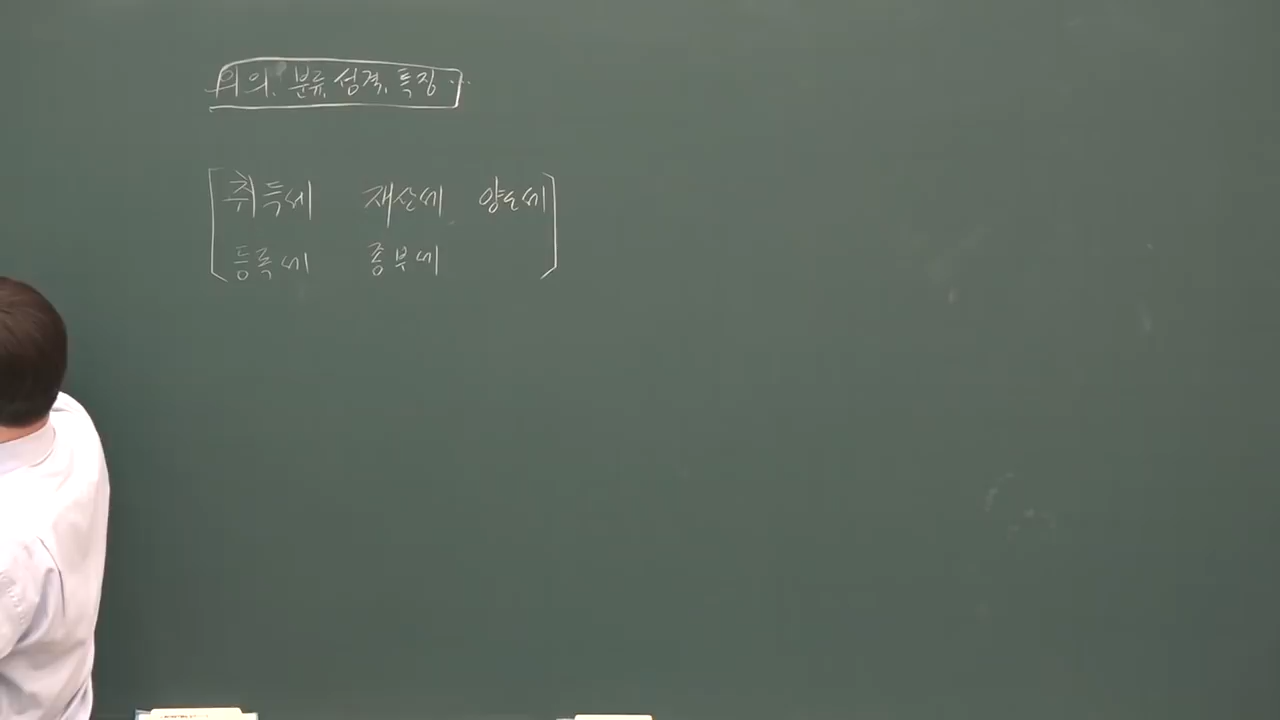 의의, 분류, 성격, 특징 ...
취득세 재산세 양도세
등록세 종부세